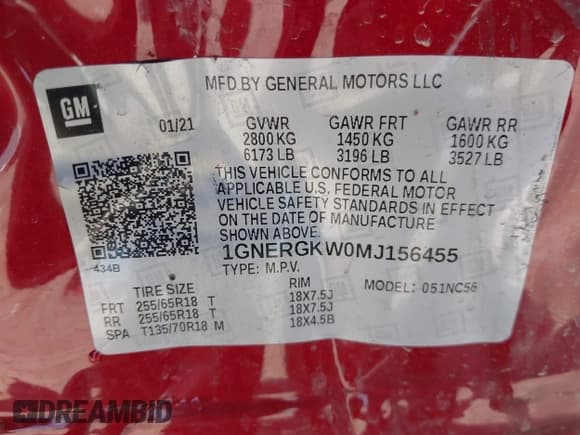 MFD BY GENERAL MOTORS LLC
GM
01/21
GVWR GAWR FRT GAWR RR
2800 KG 1450 KG 1600 KG
6173 LB 3196 LB 3527 LB
THIS VEHICLE CONFORMS TO ALL
APPLICABLE U.S. FEDERAL MOTOR
VEHICLE SAFETY STANDARDS IN EFFECT
ON THE DATE OF MANUFACTURE
SHOWN ABOVE.
1GNERGKW0MJ156455
434B
TYPE: M.P.V. MODEL: 051NC56
TIRE SIZE RIM
FRT 255/65R18 T 18X7.5J
RR 255/65R18 T 18X7.5J
SPA T135/70R18 M 18X4.5B
DREAMBID